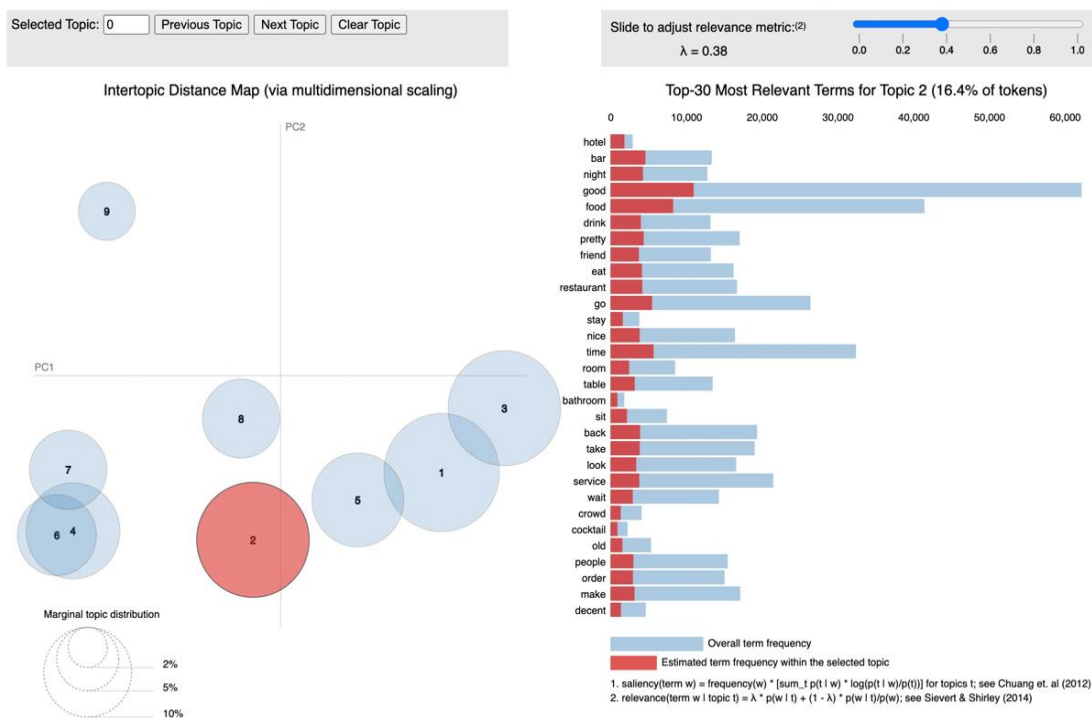 Selected Topic: 0 Previous Topic Next Topic Clear Topic
Slide to adjust relevance metric:(2)
λ = 0.38
0.0 0.2 0.4 0.6 0.8 1.0
Intertopic Distance Map (via multidimensional scaling)
PC2
PC1
9
3
8
1
7
5
6 4
2
Marginal topic distribution
2%
5%
10%
Top-30 Most Relevant Terms for Topic 2 (16.4% of tokens)
0 10,000 20,000 30,000 40,000 50,000 60,000
hotel
bar
night
good
food
drink
pretty
friend
eat
restaurant
go
stay
nice
time
room
table
bathroom
sit
back
take
look
service
wait
crowd
cocktail
old
people
order
make
decent
Overall term frequency
Estimated term frequency within the selected topic
1. saliency(term w) = frequency(w) * [sum_t p(t | w) * log(p(t | w)/p(t))] for topics t; see Chuang et. al (2012)
2. relevance(term w | topic t) = λ * p(w | t) + (1 - λ) * p(w | t)/p(w); see Sievert & Shirley (2014)